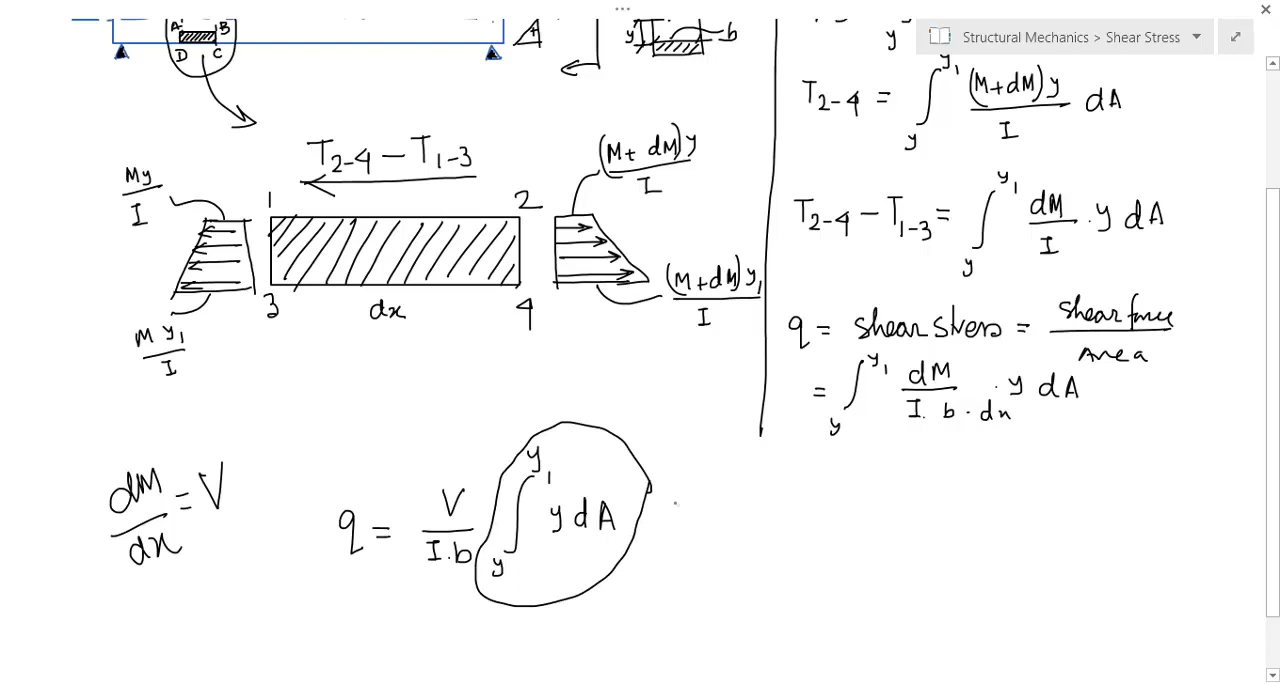 Structural Mechanics > Shear Stress
A B
D C
y b
y
T2-4 = ∫ y y1 (M+dM)y / I dA
T2-4 − T1-3
(M+ dM)y / I
My / I
1 2
T2-4 − T1-3 = ∫ y y1 dM / I · y dA
3 dx 4
(M+dM)y1 / I
M y1 / I
q = shear stress = shear force / Area
= ∫ y y1 dM / I. b · dx · y dA
dM / dx = V
q = V / I.b ∫ y y1 y dA